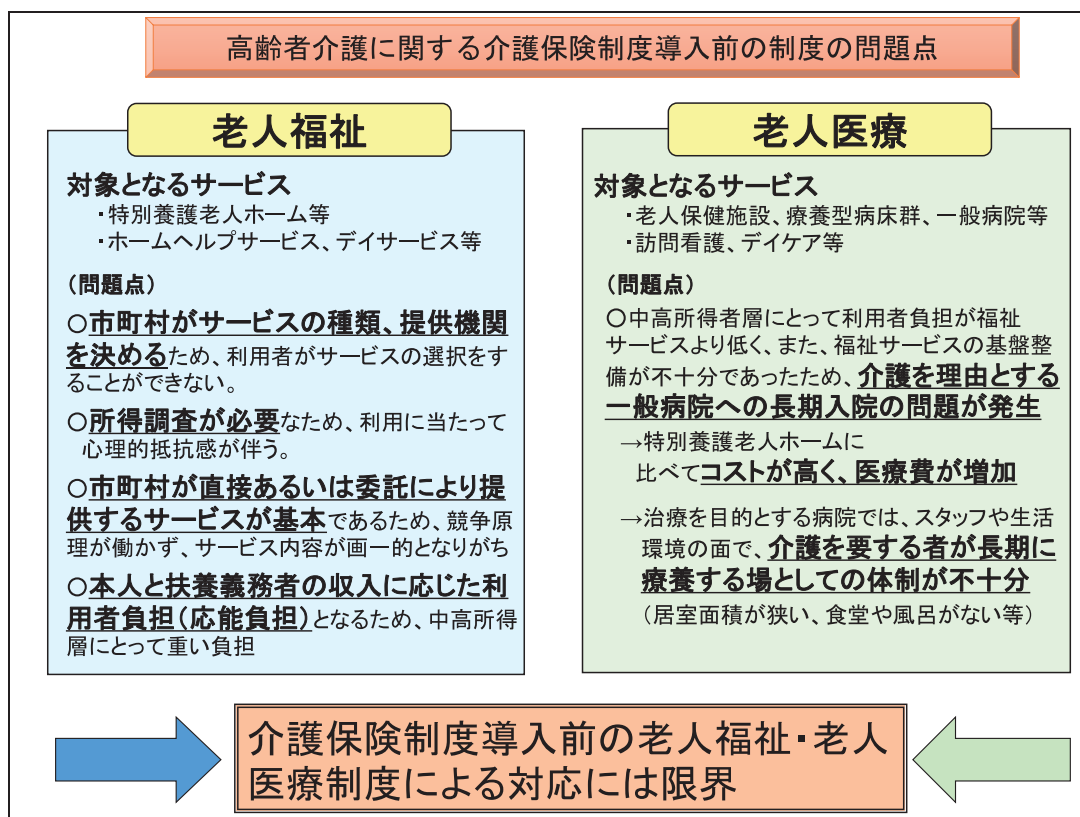 高齢者介護に関する介護保険制度導入前の制度の問題点
老人福祉
対象となるサービス
・特別養護老人ホーム等
・ホームヘルプサービス、デイサービス等
（問題点）
○市町村がサービスの種類、提供機関
を決めるため、利用者がサービスの選択をす
ることができない。
○所得調査が必要なため、利用に当たって
心理的抵抗感が伴う。
○市町村が直接あるいは委託により提
供するサービスが基本であるため、競争原
理が働かず、サービス内容が画一的となりがち
○本人と扶養義務者の収入に応じた利
用者負担（応能負担）となるため、中高所得
層にとって重い負担
老人医療
対象となるサービス
・老人保健施設、療養型病床群、一般病院等
・訪問看護、デイケア等
（問題点）
○中高所得者層にとって利用者負担が福祉
サービスより低く、また、福祉サービスの基盤整
備が不十分であったため、介護を理由とする
一般病院への長期入院の問題が発生
→特別養護老人ホームに
比べてコストが高く、医療費が増加
→治療を目的とする病院では、スタッフや生活
環境の面で、介護を要する者が長期に
療養する場としての体制が不十分
（居室面積が狭い、食堂や風呂がない等）
介護保険制度導入前の老人福祉・老人
医療制度による対応には限界